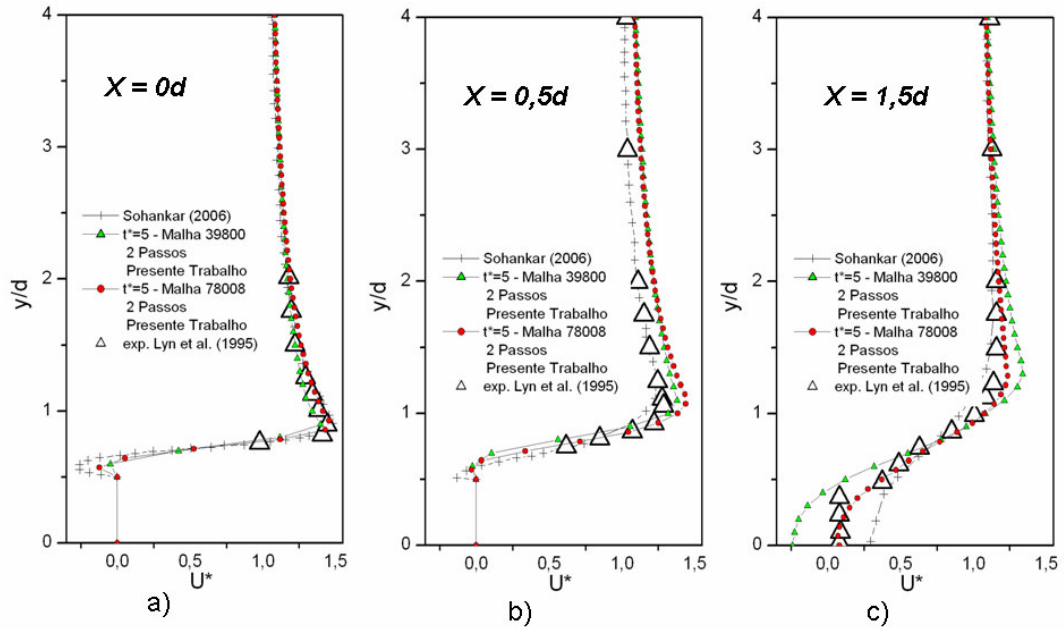 4
3
2
1
0
y/d
X = 0d
Sohankar (2006)
t*=5 - Malha 39800
2 Passos
Presente Trabalho
t*=5 - Malha 78008
2 Passos
Presente Trabalho
exp. Lyn et al. (1995)
0,0 0,5 1,0 1,5
U*
a)
4
3
2
1
0
y/d
X = 0,5d
Sohankar (2006)
t*=5 - Malha 39800
2 Passos
Presente Trabalho
t*=5 - Malha 78008
2 Passos
Presente Trabalho
exp. Lyn et al. (1995)
0,0 0,5 1,0 1,5
U*
b)
4
3
2
1
0
y/d
X = 1,5d
Sohankar (2006)
t*=5 - Malha 39800
2 Passos
Presente Trabalho
t*=5 - Malha 78008
2 Passos
Presente Trabalho
exp. Lyn et al. (1995)
0,0 0,5 1,0 1,5
U*
c)